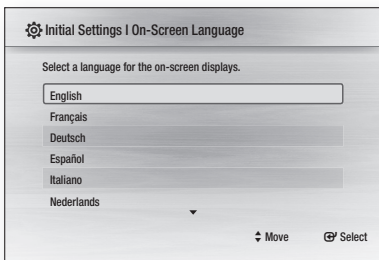 Initial Settings I On-Screen Language
Select a language for the on-screen displays.
English
Français
Deutsch
Español
Italiano
Nederlands
Move Select